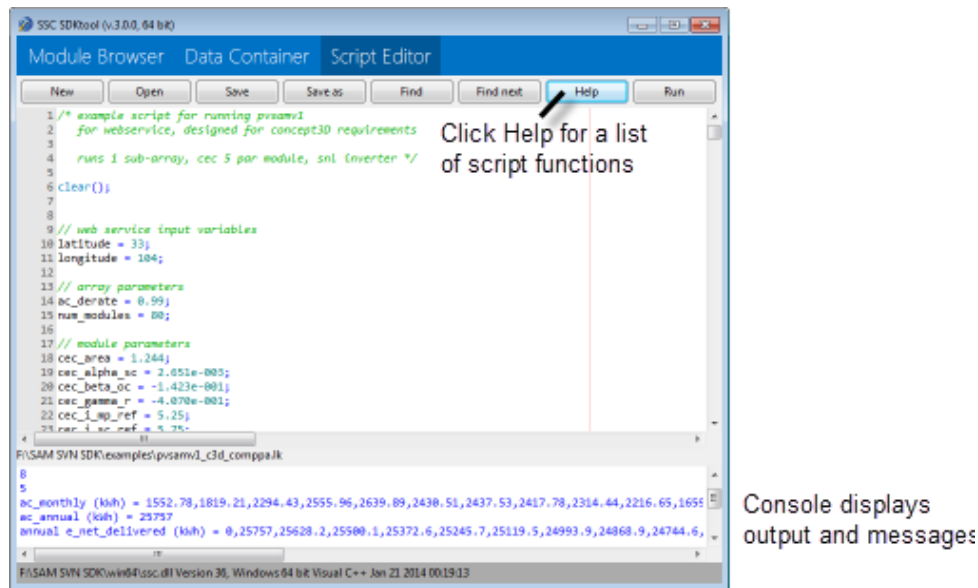 SSC SDKtool (v.3.0.0, 64 bit)
Module Browser Data Container Script Editor
New Open Save Save as Find Find next Help Run
1 /* example script for running pvsamv1
2 for webservice, designed for concept3D requirements
3
4 runs 1 sub-array, cec 5 par module, snl inverter */
5
6 clear();
7
8
9 // web service input variables
10 latitude = 33;
11 longitude = 104;
12
13 // array parameters
14 ac_derate = 0.99;
15 num_modules = 80;
16
17 // module parameters
18 cec_area = 1.244;
19 cec_alpha_sc = 2.651e-003;
20 cec_beta_oc = -1.423e-001;
21 cec_gamma_r = -4.070e-001;
22 cec_i_mp_ref = 5.25;
23 cec_i_sc_ref = 5.75;
Click Help for a list
of script functions
F:\SAM SVN SDK\examples\pvsamv1_c3d_comppa.lk
8
5
ac_monthly (kWh) = 1552.78,1819.21,2294.43,2555.96,2639.89,2430.51,2437.53,2417.78,2314.44,2216.65,1655
ac_annual (kWh) = 25757
annual e_net_delivered (kWh) = 0,25757,25628.2,25500.1,25372.6,25245.7,25119.5,24993.9,24868.9,24744.6,
Console displays
output and messages
F:\SAM SVN SDK\win64\ssc.dll Version 36, Windows 64 bit Visual C++ Jan 21 2014 00:19:13